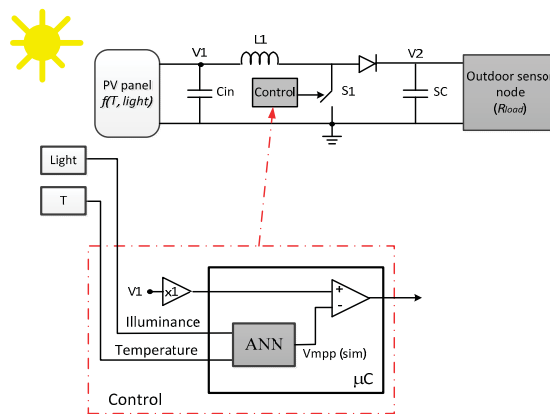 L1
V1
V2
PV panel
f(T, light)
Cin
Control
S1
SC
Outdoor sensor
node
(Rload)
Light
T
V1
x1
+
-
Illuminance
ANN
Temperature
Vmpp (sim)
µC
Control